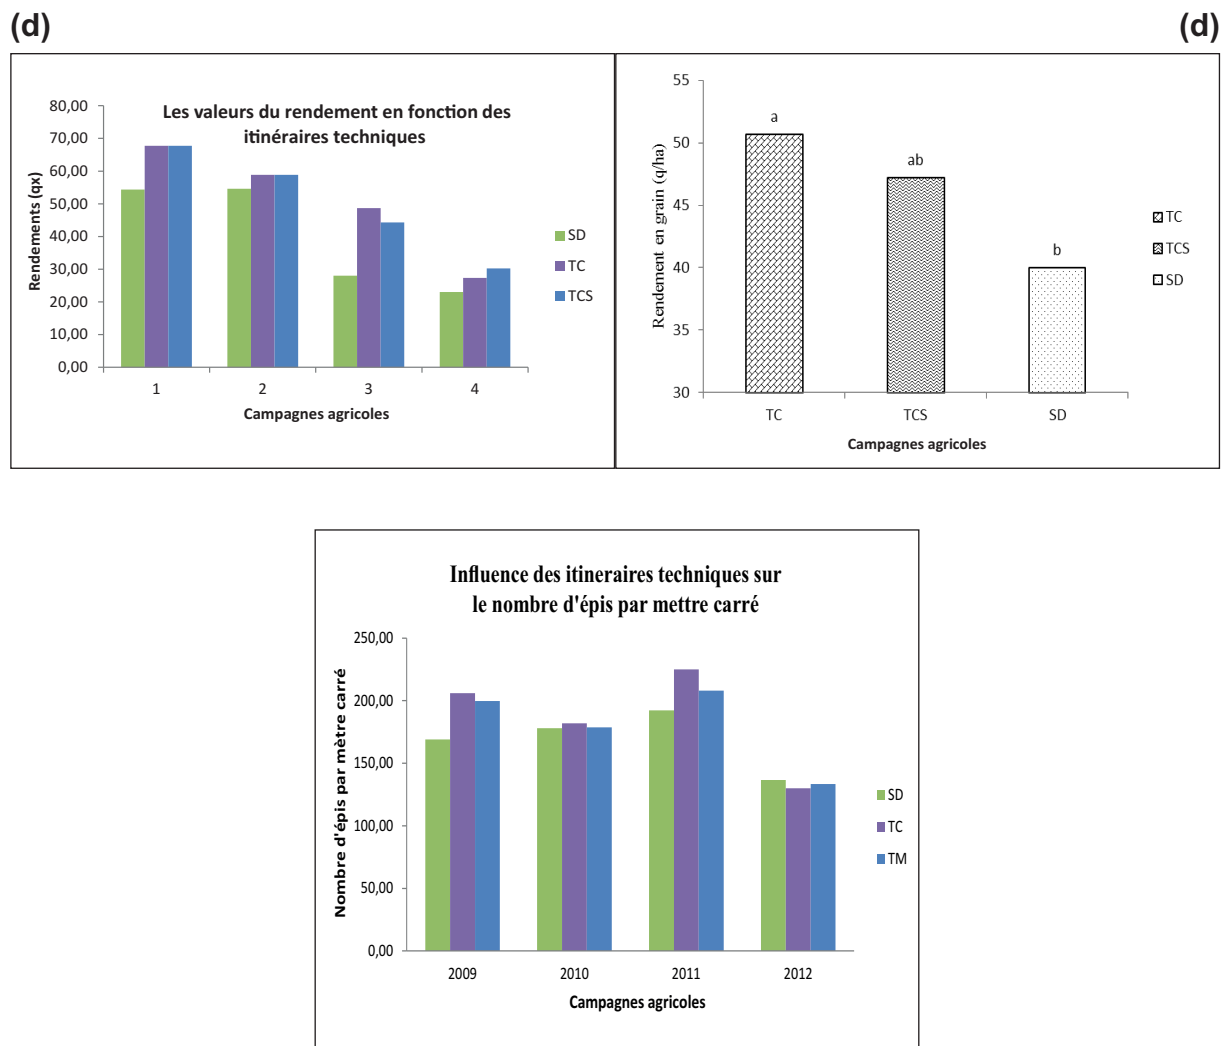 (d)
(d)
Les valeurs du rendement en fonction des
itinéraires techniques
80,00
70,00
60,00
50,00
40,00
30,00
20,00
10,00
0,00
Rendements (qx)
1 2 3 4
Campagnes agricoles
SD
TC
TCS
55
50
45
40
35
30
Rendement en grain (q/ha)
a
ab
b
TC TCS SD
Campagnes agricoles
TC
TCS
SD
Influence des itineraires techniques sur
le nombre d'épis par mettre carré
250,00
200,00
150,00
100,00
50,00
0,00
Nombre d'épis par mètre carré
2009 2010 2011 2012
Campagnes agricoles
SD
TC
TM